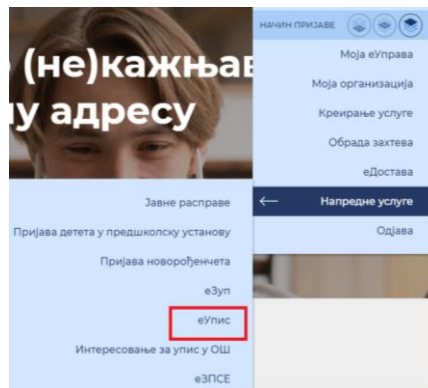 НАЧИН ПРИЈАВЕ
(не)кажњав
у адресу
Моја еУправа
Моја организација
Креирање услуге
Обрада захтева
еДостава
Напредне услуге
Одјава
Јавне расправе
Пријава детета у предшколску установу
Пријава новорођенчета
еЗуп
еУпис
Интересовање за упис у ОШ
еЗПСЕ